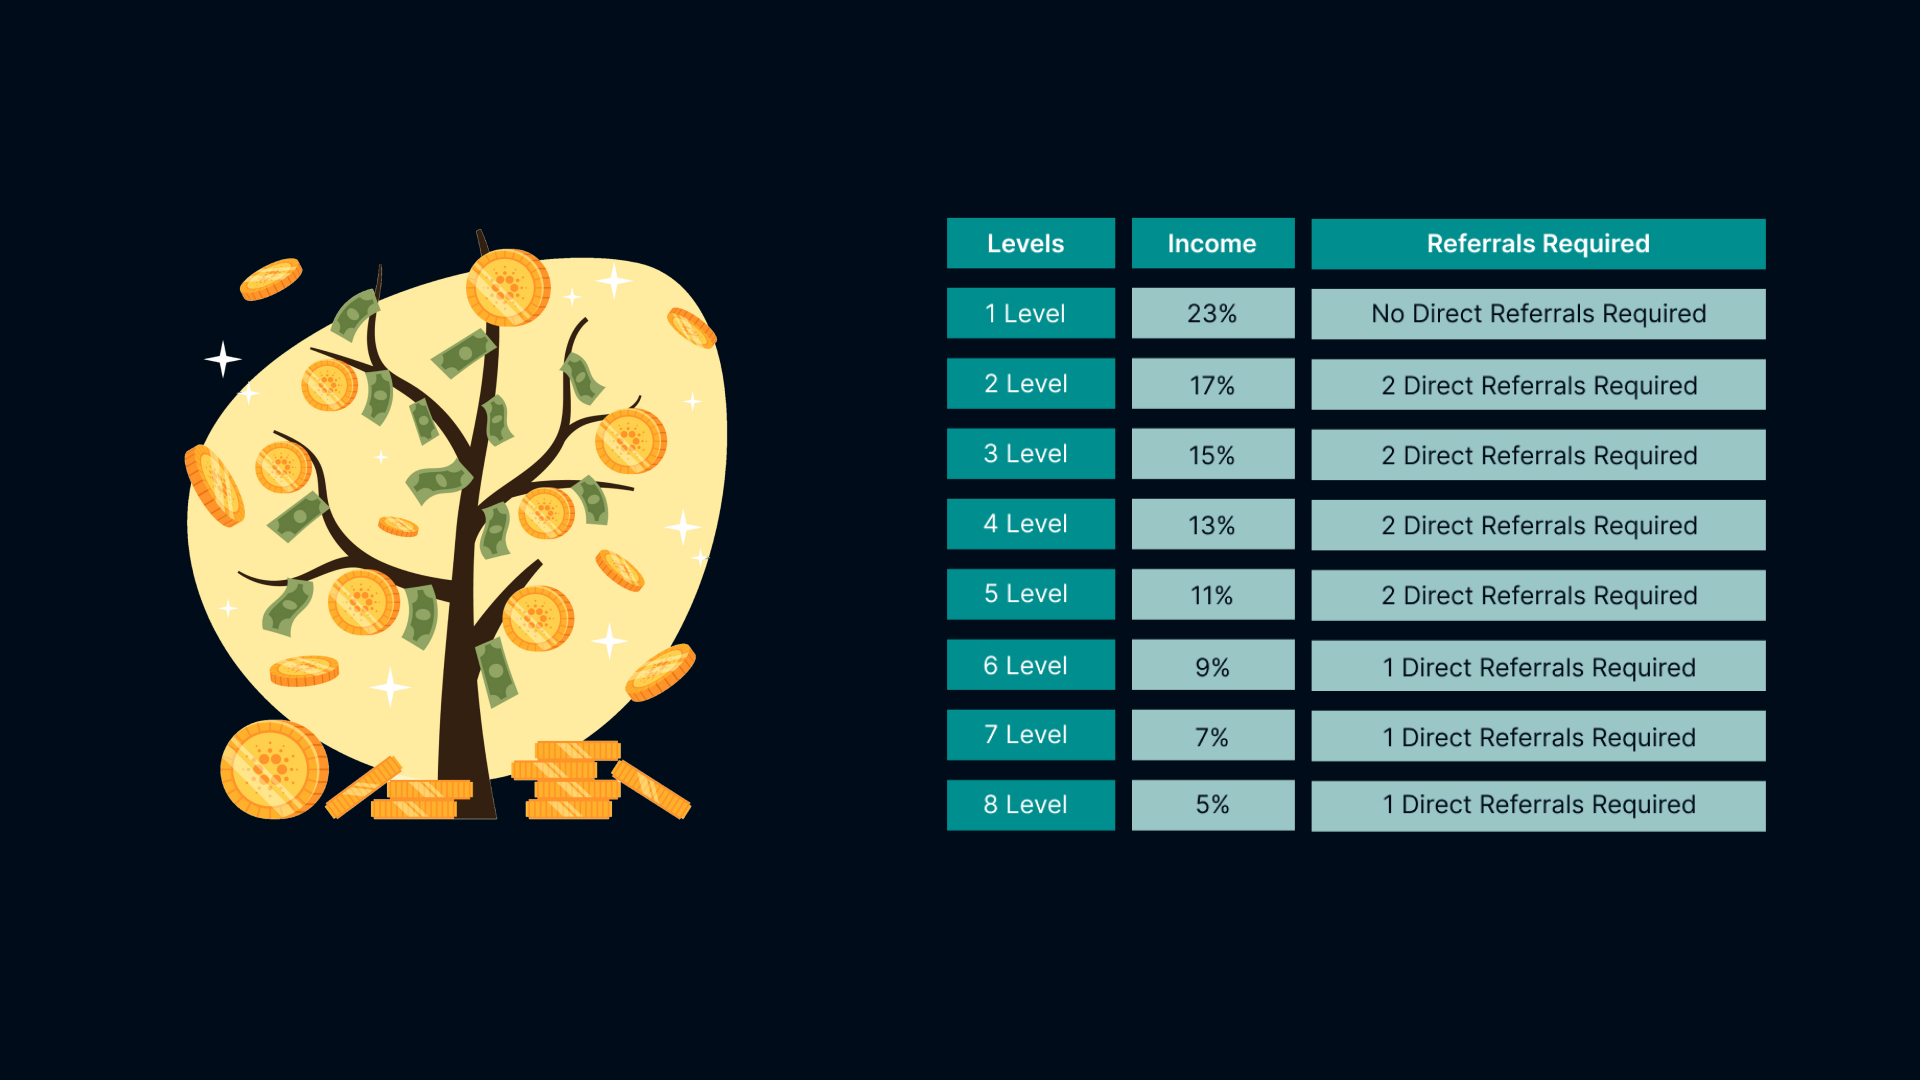 Levels Income Referrals Required
1 Level 23% No Direct Referrals Required
2 Level 17% 2 Direct Referrals Required
3 Level 15% 2 Direct Referrals Required
4 Level 13% 2 Direct Referrals Required
5 Level 11% 2 Direct Referrals Required
6 Level 9% 1 Direct Referrals Required
7 Level 7% 1 Direct Referrals Required
8 Level 5% 1 Direct Referrals Required